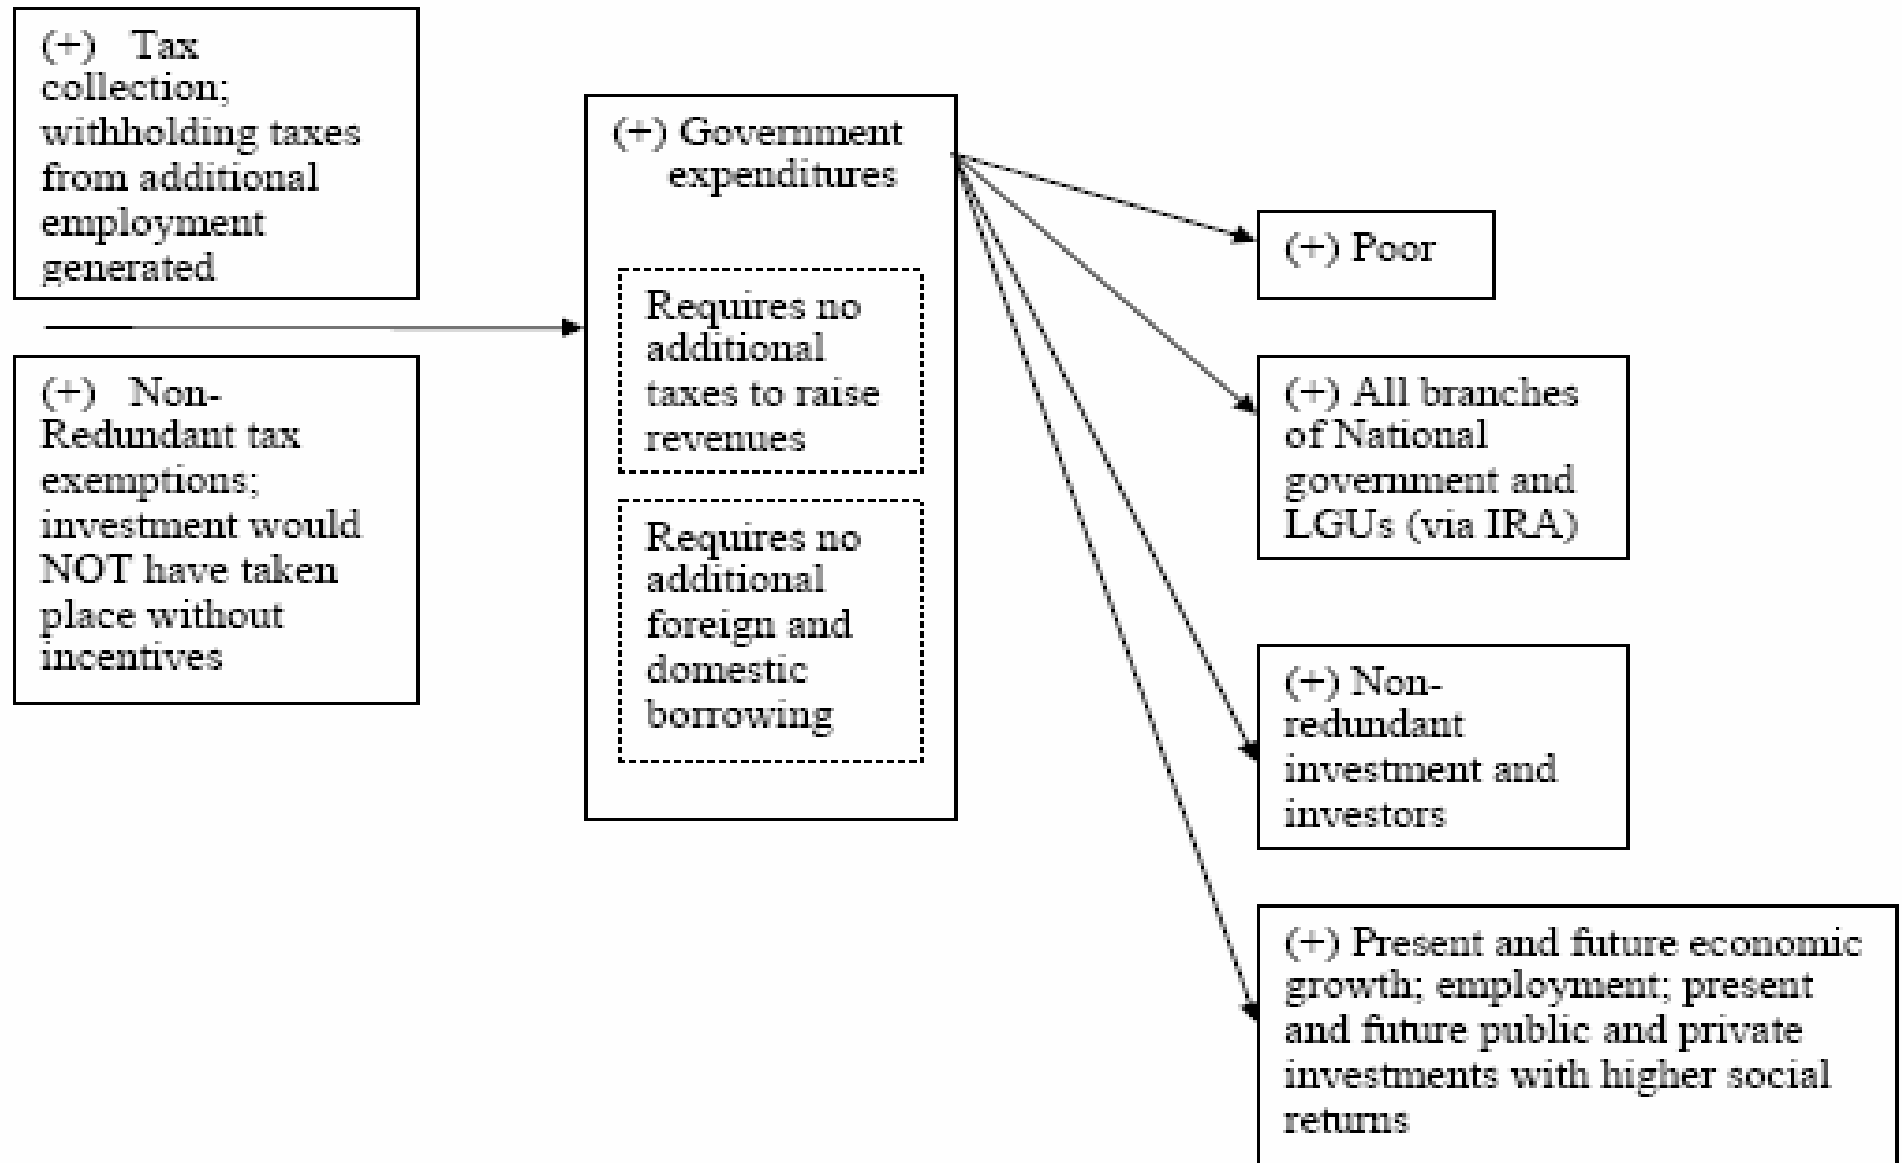 (+) Tax
collection;
withholding taxes
from additional
employment
generated
(+) Non-
Redundant tax
exemptions;
investment would
NOT have taken
place without
incentives
(+) Government
expenditures
Requires no
additional
taxes to raise
revenues
Requires no
additional
foreign and
domestic
borrowing
(+) Poor
(+) All branches
of National
government and
LGUs (via IRA)
(+) Non-
redundant
investment and
investors
(+) Present and future economic
growth; employment; present
and future public and private
investments with higher social
returns